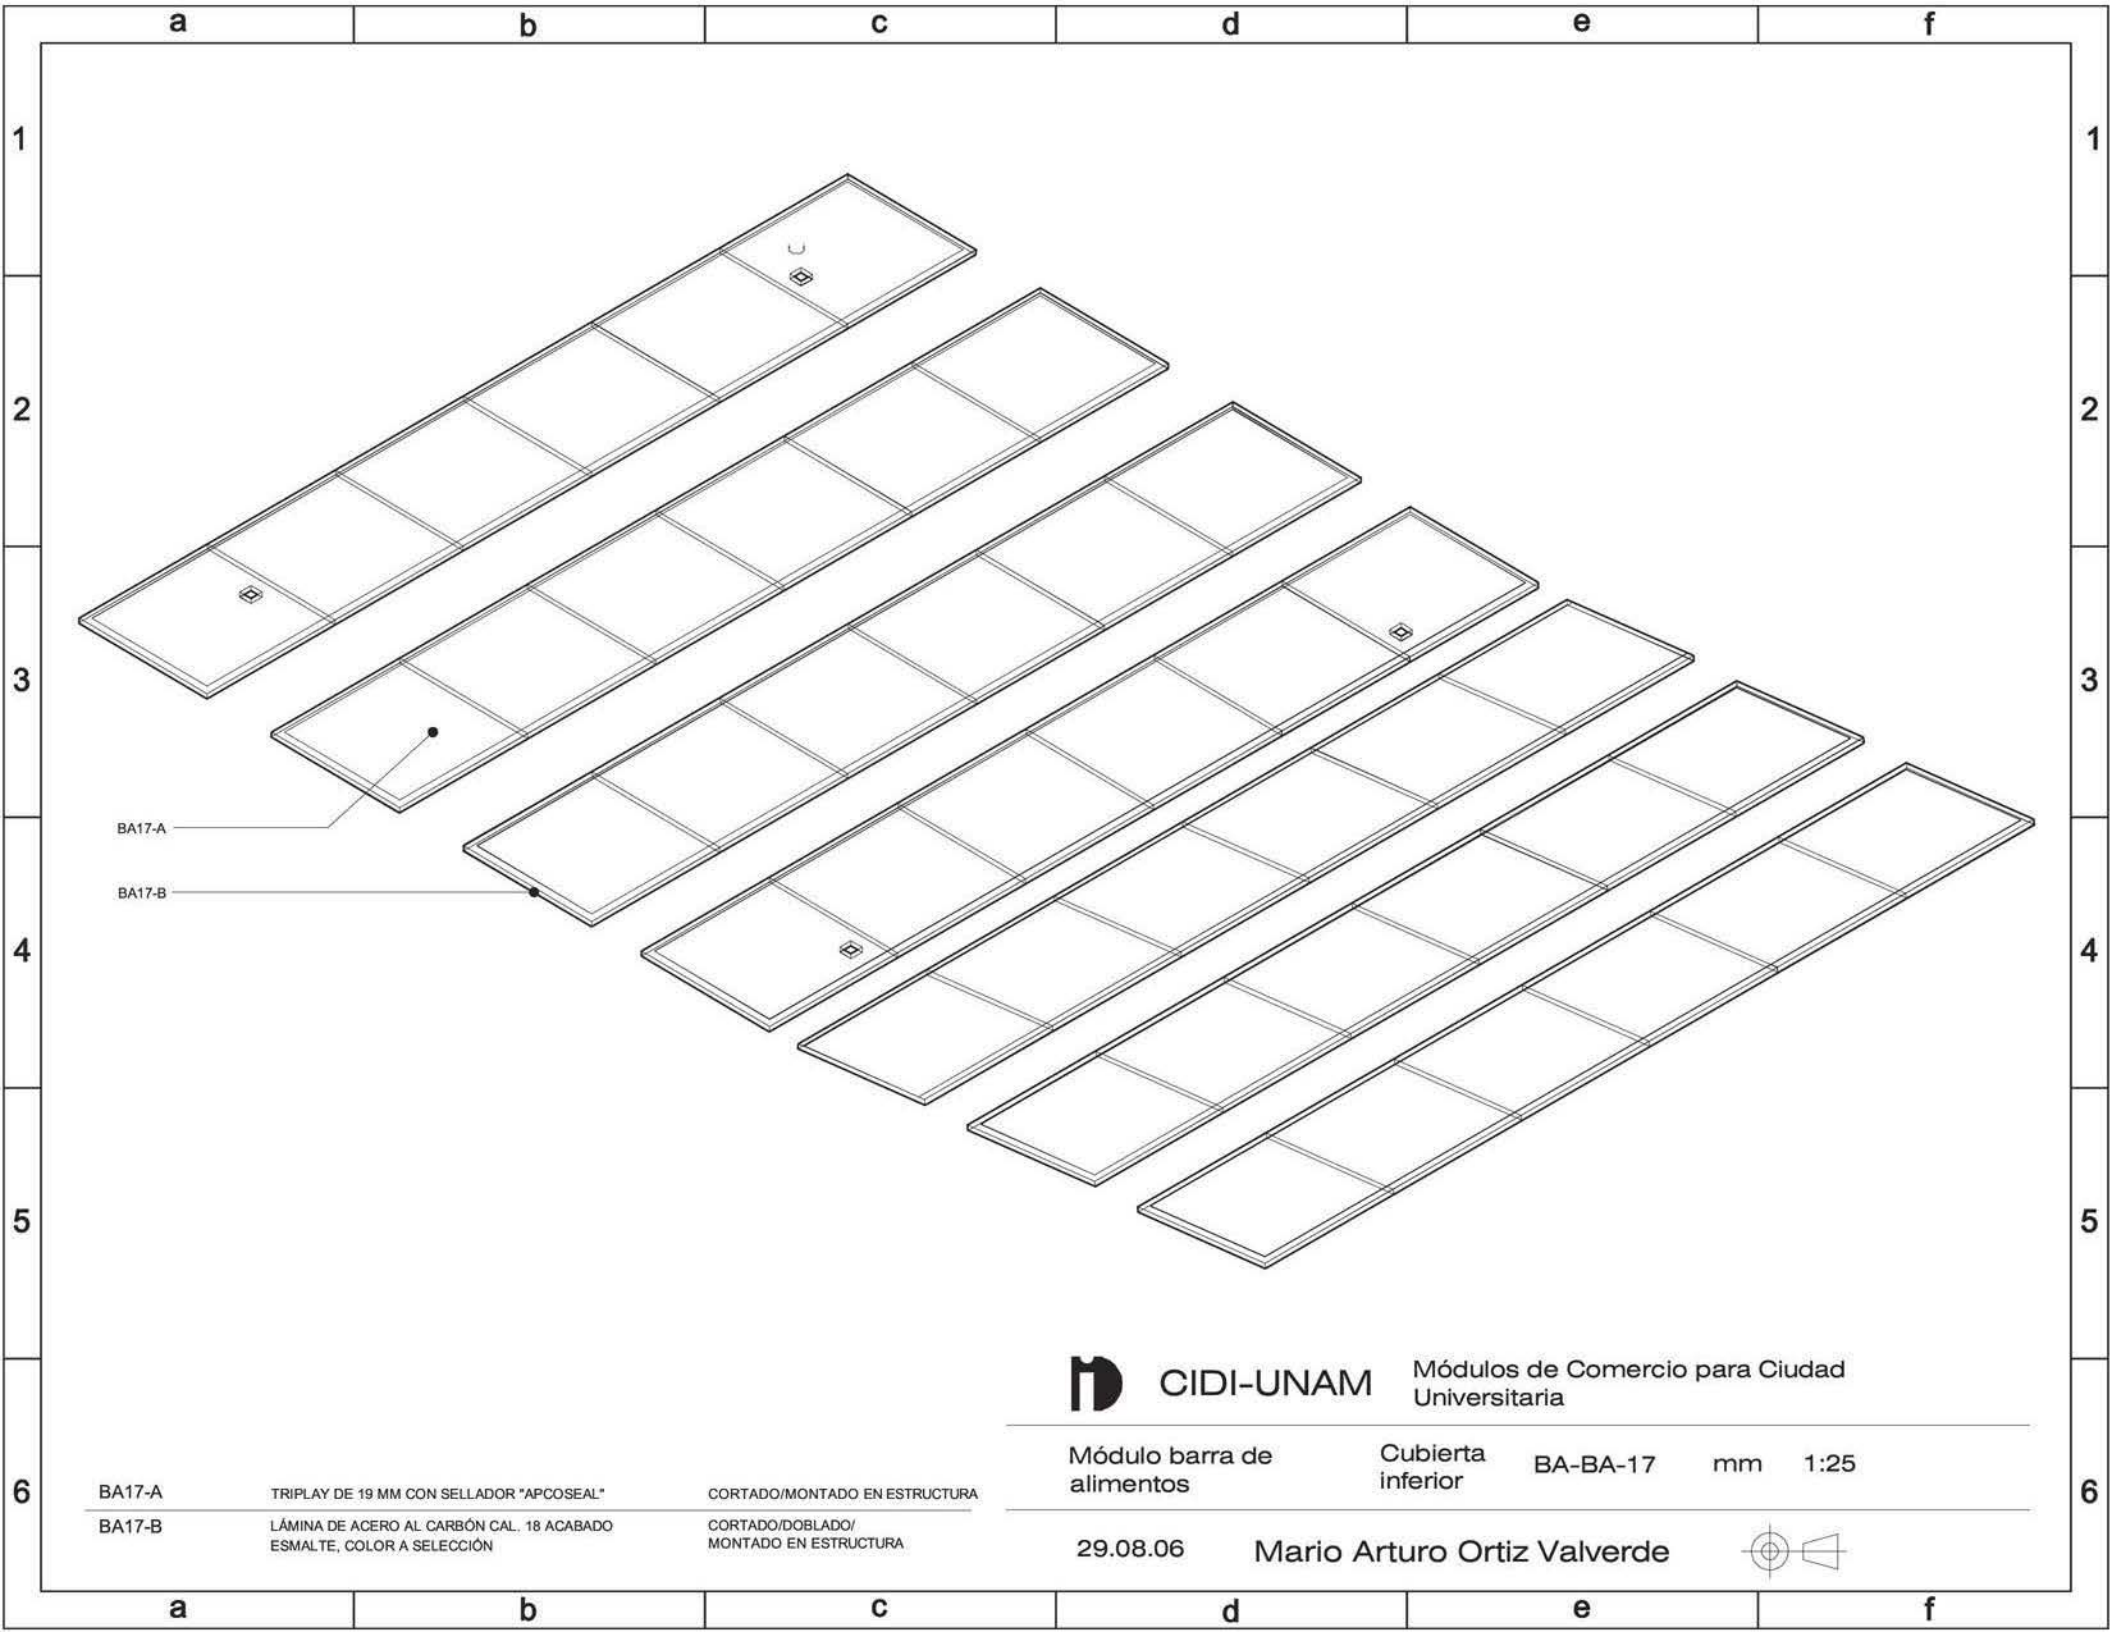 a b c d e f
1 1
2 2
3 3
BA17-A
BA17-B
4 4
5 5
CIDI-UNAM
Módulos de Comercio para Ciudad
Universitaria
Módulo barra de
alimentos
Cubierta
inferior
BA-BA-17
mm
1:25
6 6
BA17-A TRIPLAY DE 19 MM CON SELLADOR "APCOSEAL" CORTADO/MONTADO EN ESTRUCTURA
BA17-B LÁMINA DE ACERO AL CARBÓN CAL. 18 ACABADO CORTADO/DOBLADO/
ESMALTE, COLOR A SELECCIÓN MONTADO EN ESTRUCTURA
29.08.06 Mario Arturo Ortiz Valverde
a b c d e f